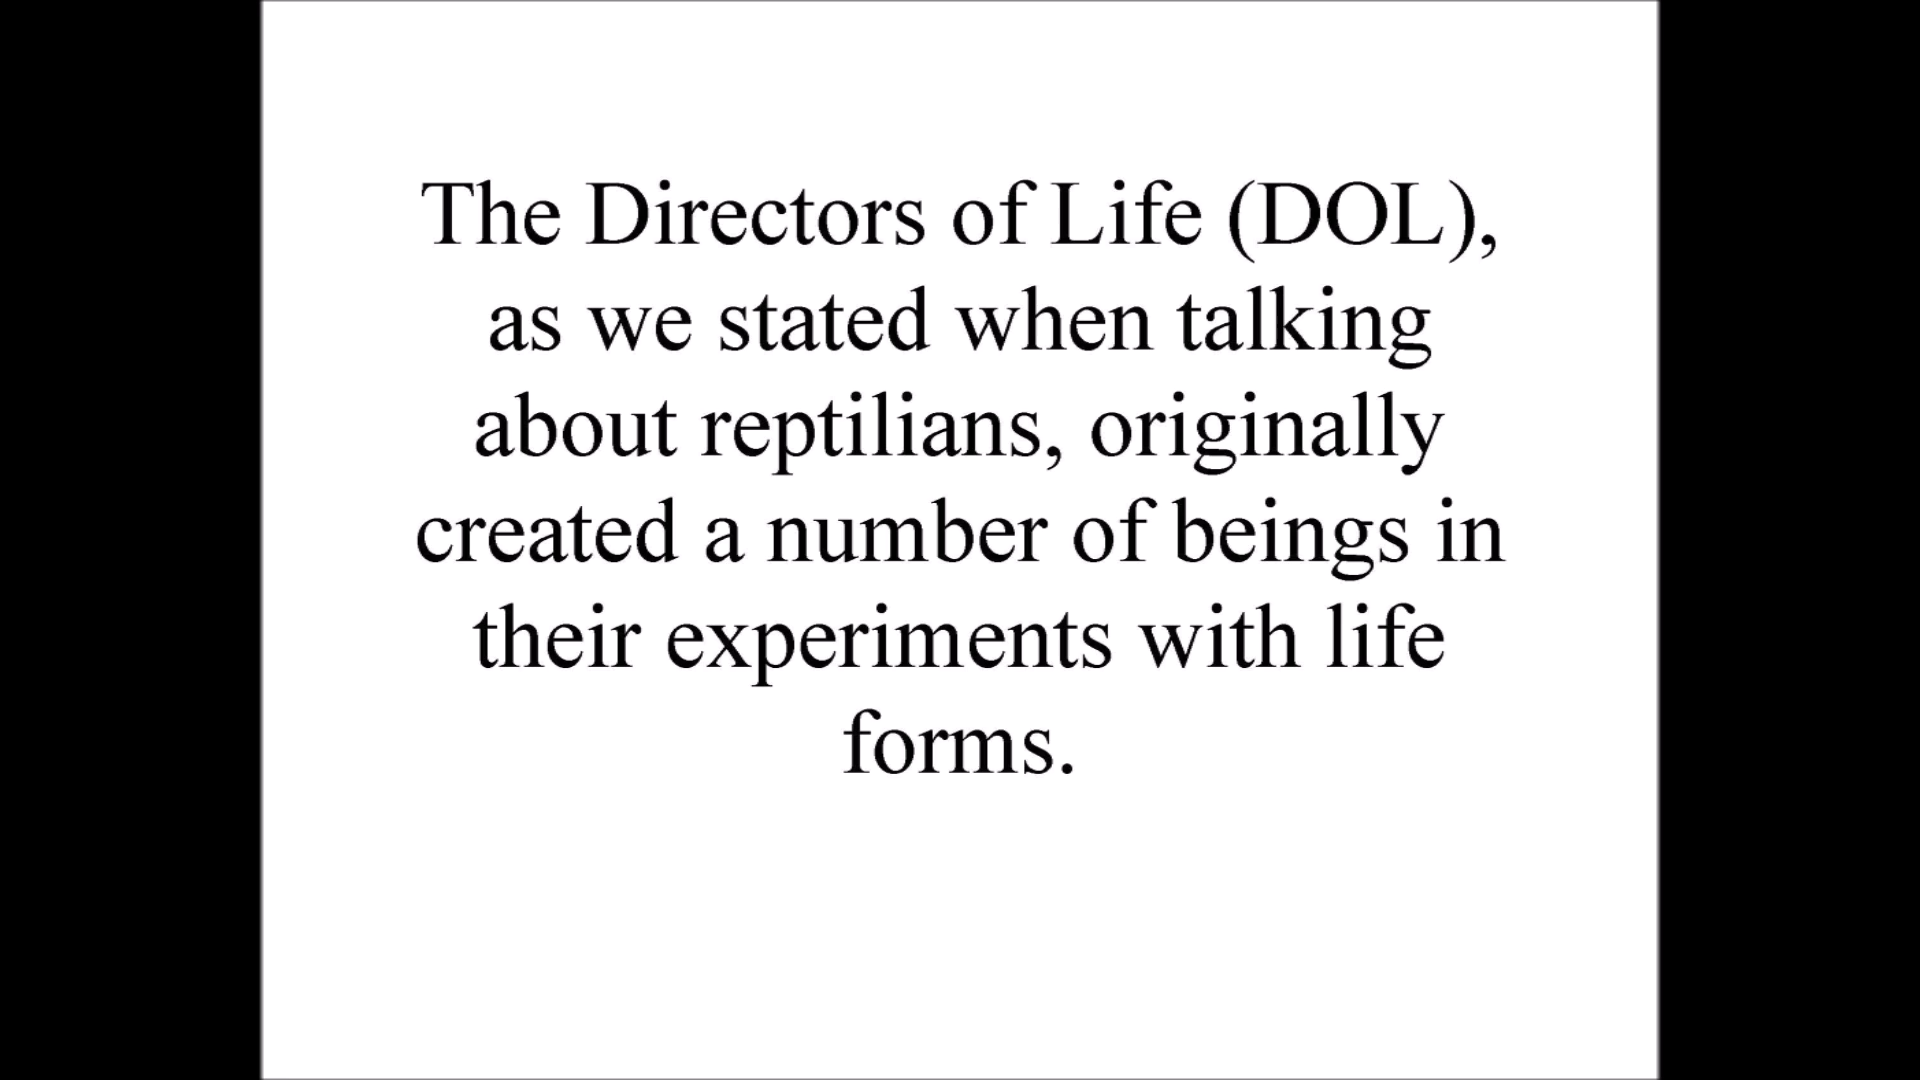 The Directors of Life (DOL),
as we stated when talking
about reptilians, originally
created a number of beings in
their experiments with life
forms.